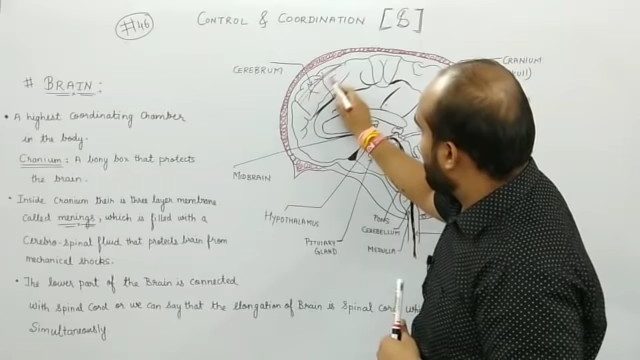 #46
CONTROL & COORDINATION [8]
CEREBRUM
CRANIUM
# BRAIN:
• A highest Coordinating Chamber
in the body.
Cranium: A bony box that protects
the brain.
• Inside Cranium their is three layer membrane
called menings, which is filled with a
Cerebro-spinal fluid that protects brain from
mechanical shocks.
• The lower part of the Brain is connected
with Spinal Cord or we can say that the elongation of Brain is Spinal Cord
Simultaneously
MIDBRAIN
HYPOTHALAMUS
PITUITARY
GLAND
PONS
CEREBELLUM
MEDULLA